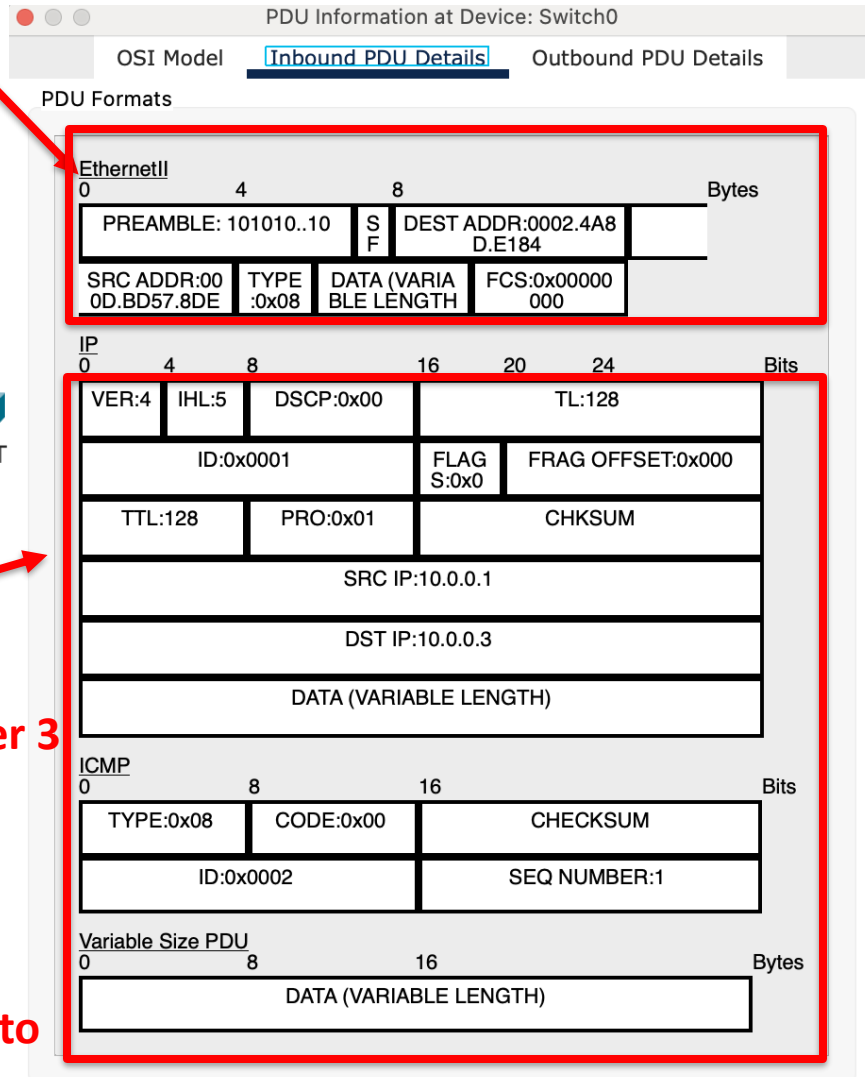 PDU Information at Device: Switch0
OSI Model Inbound PDU Details Outbound PDU Details
PDU Formats
EthernetII
0 4 8 Bytes
PREAMBLE: 101010..10 S DEST ADDR:0002.4A8
F D.E184
SRC ADDR:00 TYPE DATA (VARIA FCS:0x00000
0D.BD57.8DE :0x08 BLE LENGTH 000
IP
0 4 8 16 20 24 Bits
VER:4 IHL:5 DSCP:0x00 TL:128
ID:0x0001 FLAG FRAG OFFSET:0x000
S:0x0
T
TTL:128 PRO:0x01 CHKSUM
SRC IP:10.0.0.1
DST IP:10.0.0.3
DATA (VARIABLE LENGTH)
er 3
ICMP
0 8 16 Bits
TYPE:0x08 CODE:0x00 CHECKSUM
ID:0x0002 SEQ NUMBER:1
Variable Size PDU
0 8 16 Bytes
DATA (VARIABLE LENGTH)
to